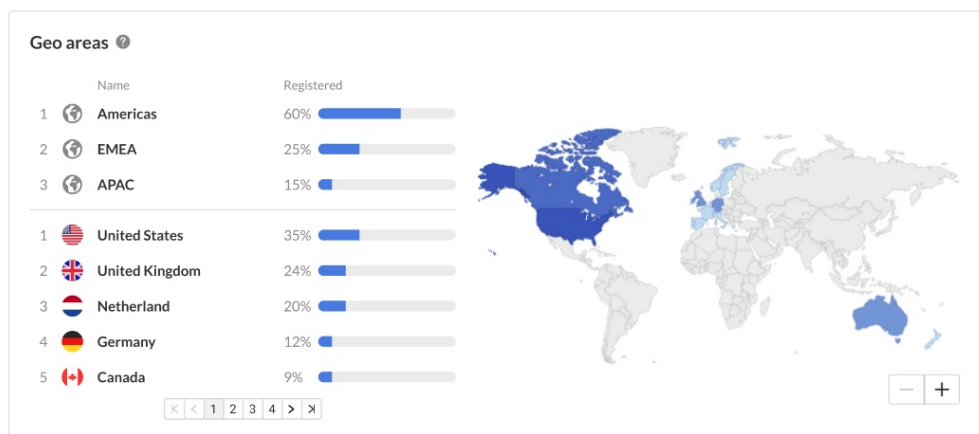 Geo areas ?
Name Registered
1 Americas 60%
2 EMEA 25%
3 APAC 15%
1 United States 35%
2 United Kingdom 24%
3 Netherland 20%
4 Germany 12%
5 Canada 9%
1 2 3 4